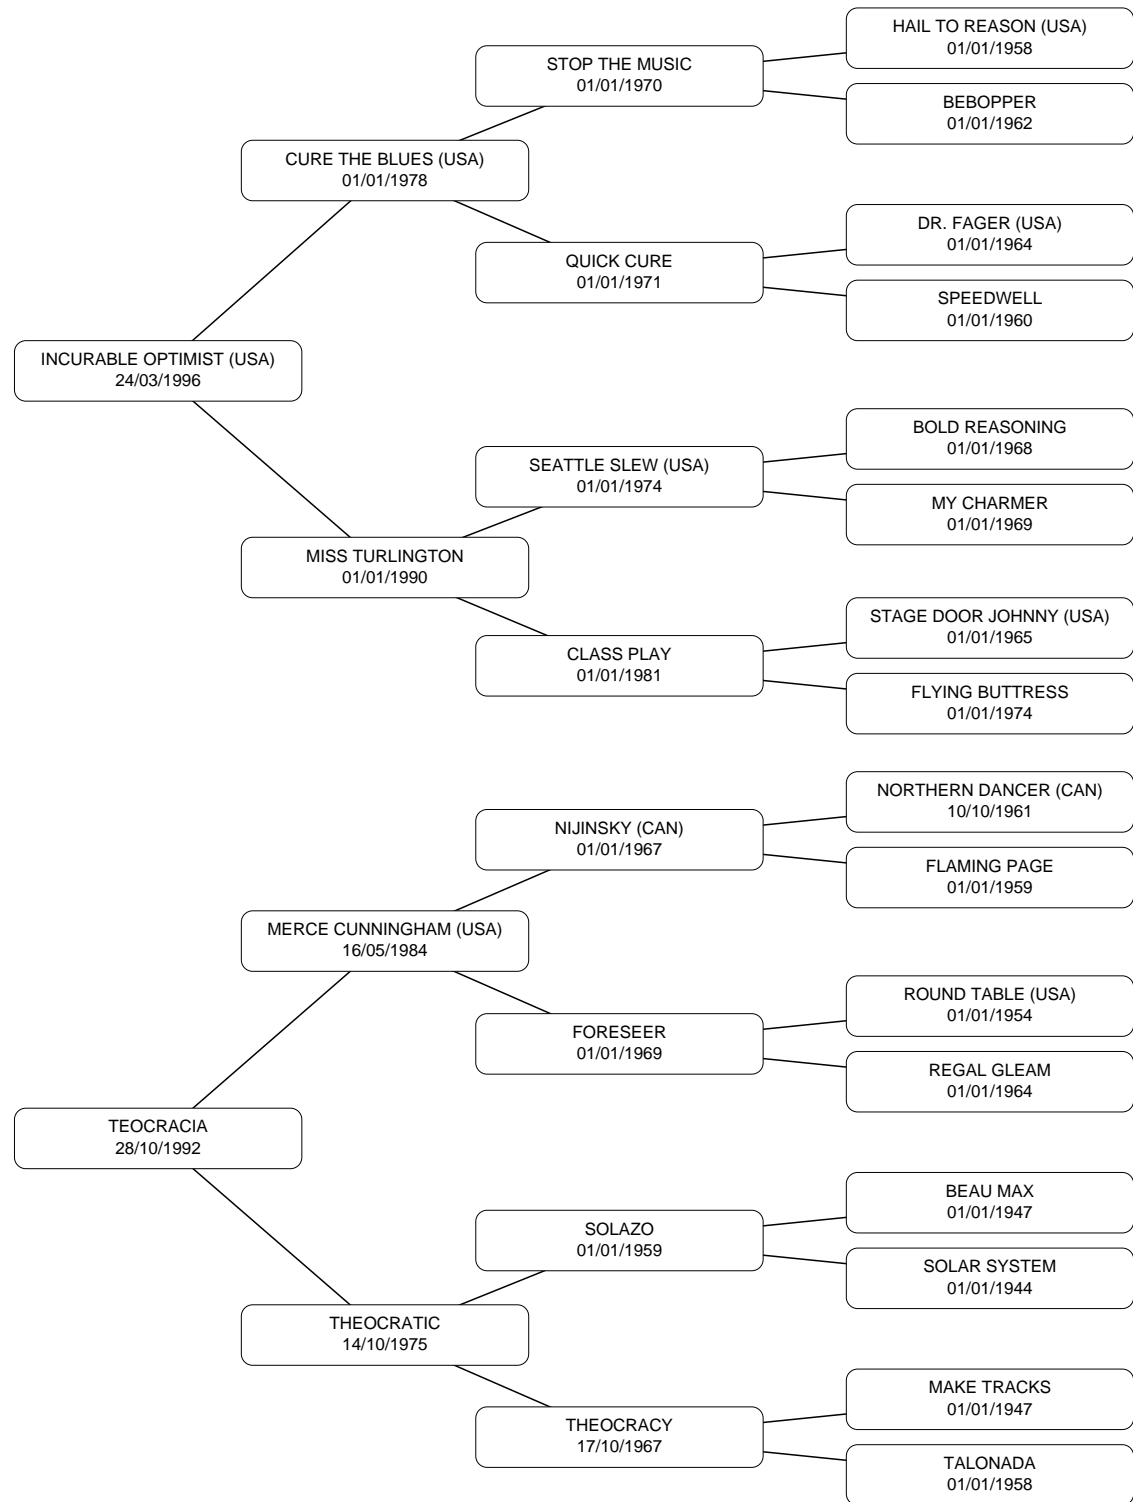 HAIL TO REASON (USA)
01/01/1958
STOP THE MUSIC
01/01/1970
BEBOPPER
01/01/1962
CURE THE BLUES (USA)
01/01/1978
DR. FAGER (USA)
01/01/1964
QUICK CURE
01/01/1971
SPEEDWELL
01/01/1960
INCURABLE OPTIMIST (USA)
24/03/1996
BOLD REASONING
01/01/1968
SEATTLE SLEW (USA)
01/01/1974
MY CHARMER
01/01/1969
MISS TURLINGTON
01/01/1990
STAGE DOOR JOHNNY (USA)
01/01/1965
CLASS PLAY
01/01/1981
FLYING BUTTRESS
01/01/1974
NORTHERN DANCER (CAN)
10/10/1961
NIJINSKY (CAN)
01/01/1967
FLAMING PAGE
01/01/1959
MERCE CUNNINGHAM (USA)
16/05/1984
ROUND TABLE (USA)
01/01/1954
FORESEER
01/01/1969
REGAL GLEAM
01/01/1964
TEOCRACIA
28/10/1992
BEAU MAX
01/01/1947
SOLAZO
01/01/1959
SOLAR SYSTEM
01/01/1944
THEOCRATIC
14/10/1975
MAKE TRACKS
01/01/1947
THEOCRACY
17/10/1967
TALONADA
01/01/1958